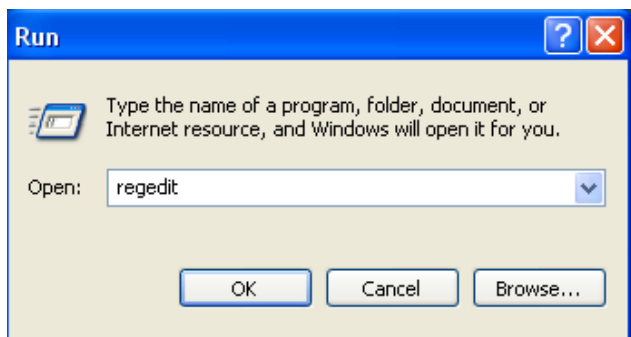 Run
Type the name of a program, folder, document, or
Internet resource, and Windows will open it for you.
Open: regedit
OK Cancel Browse...